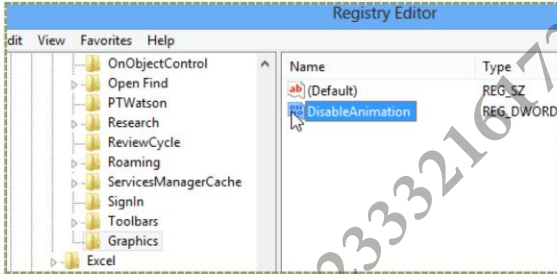 Registry Editor
dit View Favorites Help
OnObjectControl
Open Find
PTWatson
Research
ReviewCycle
Roaming
ServicesManagerCache
SignIn
Toolbars
Graphics
Excel
Name Type
ab (Default) REG_SZ
DisableAnimation REG_DWORD